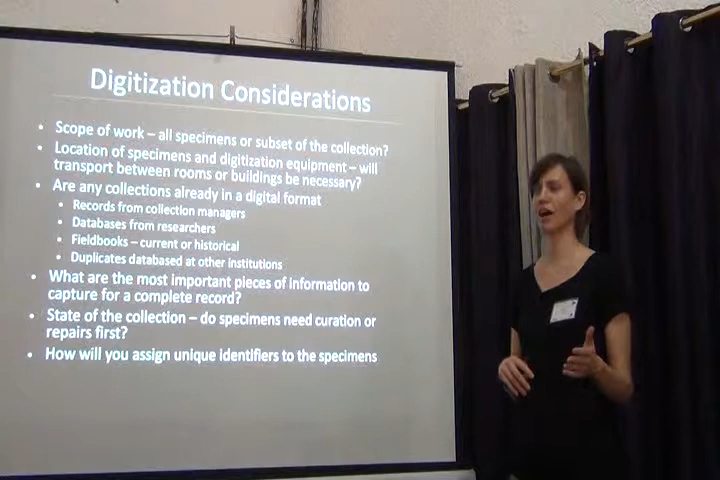 Digitization Considerations
• Scope of work – all specimens or subset of the collection?
• Location of specimens and digitization equipment – will
transport between rooms or buildings be necessary?
• Are any collections already in a digital format
• Records from collection managers
• Databases from researchers
• Fieldbooks – current or historical
• Duplicates databased at other institutions
• What are the most important pieces of information to
capture for a complete record?
• State of the collection – do specimens need curation or
repairs first?
• How will you assign unique identifiers to the specimens